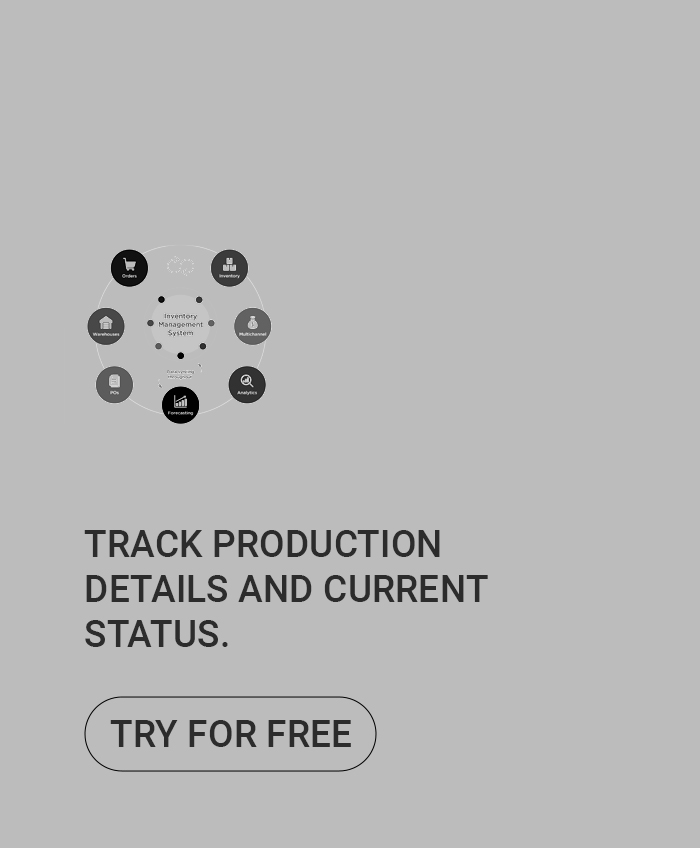 Orders
Inventory
Inventory
Management
System
Warehouses
Multichannel
POs
Analytics
Forecasting
TRACK PRODUCTION
DETAILS AND CURRENT
STATUS.
TRY FOR FREE